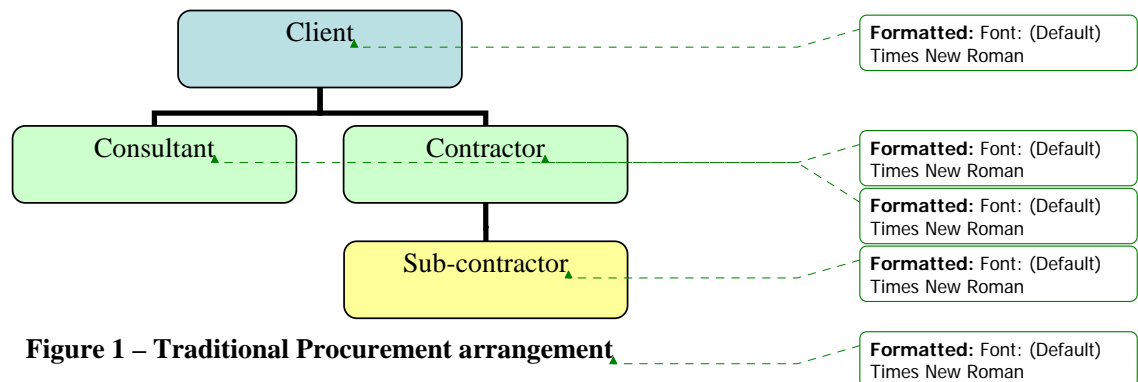 Client
Formatted: Font: (Default)
Times New Roman
Consultant
Contractor
Formatted: Font: (Default)
Times New Roman
Formatted: Font: (Default)
Times New Roman
Sub-contractor
Formatted: Font: (Default)
Times New Roman
Figure 1 – Traditional Procurement arrangement
Formatted: Font: (Default)
Times New Roman